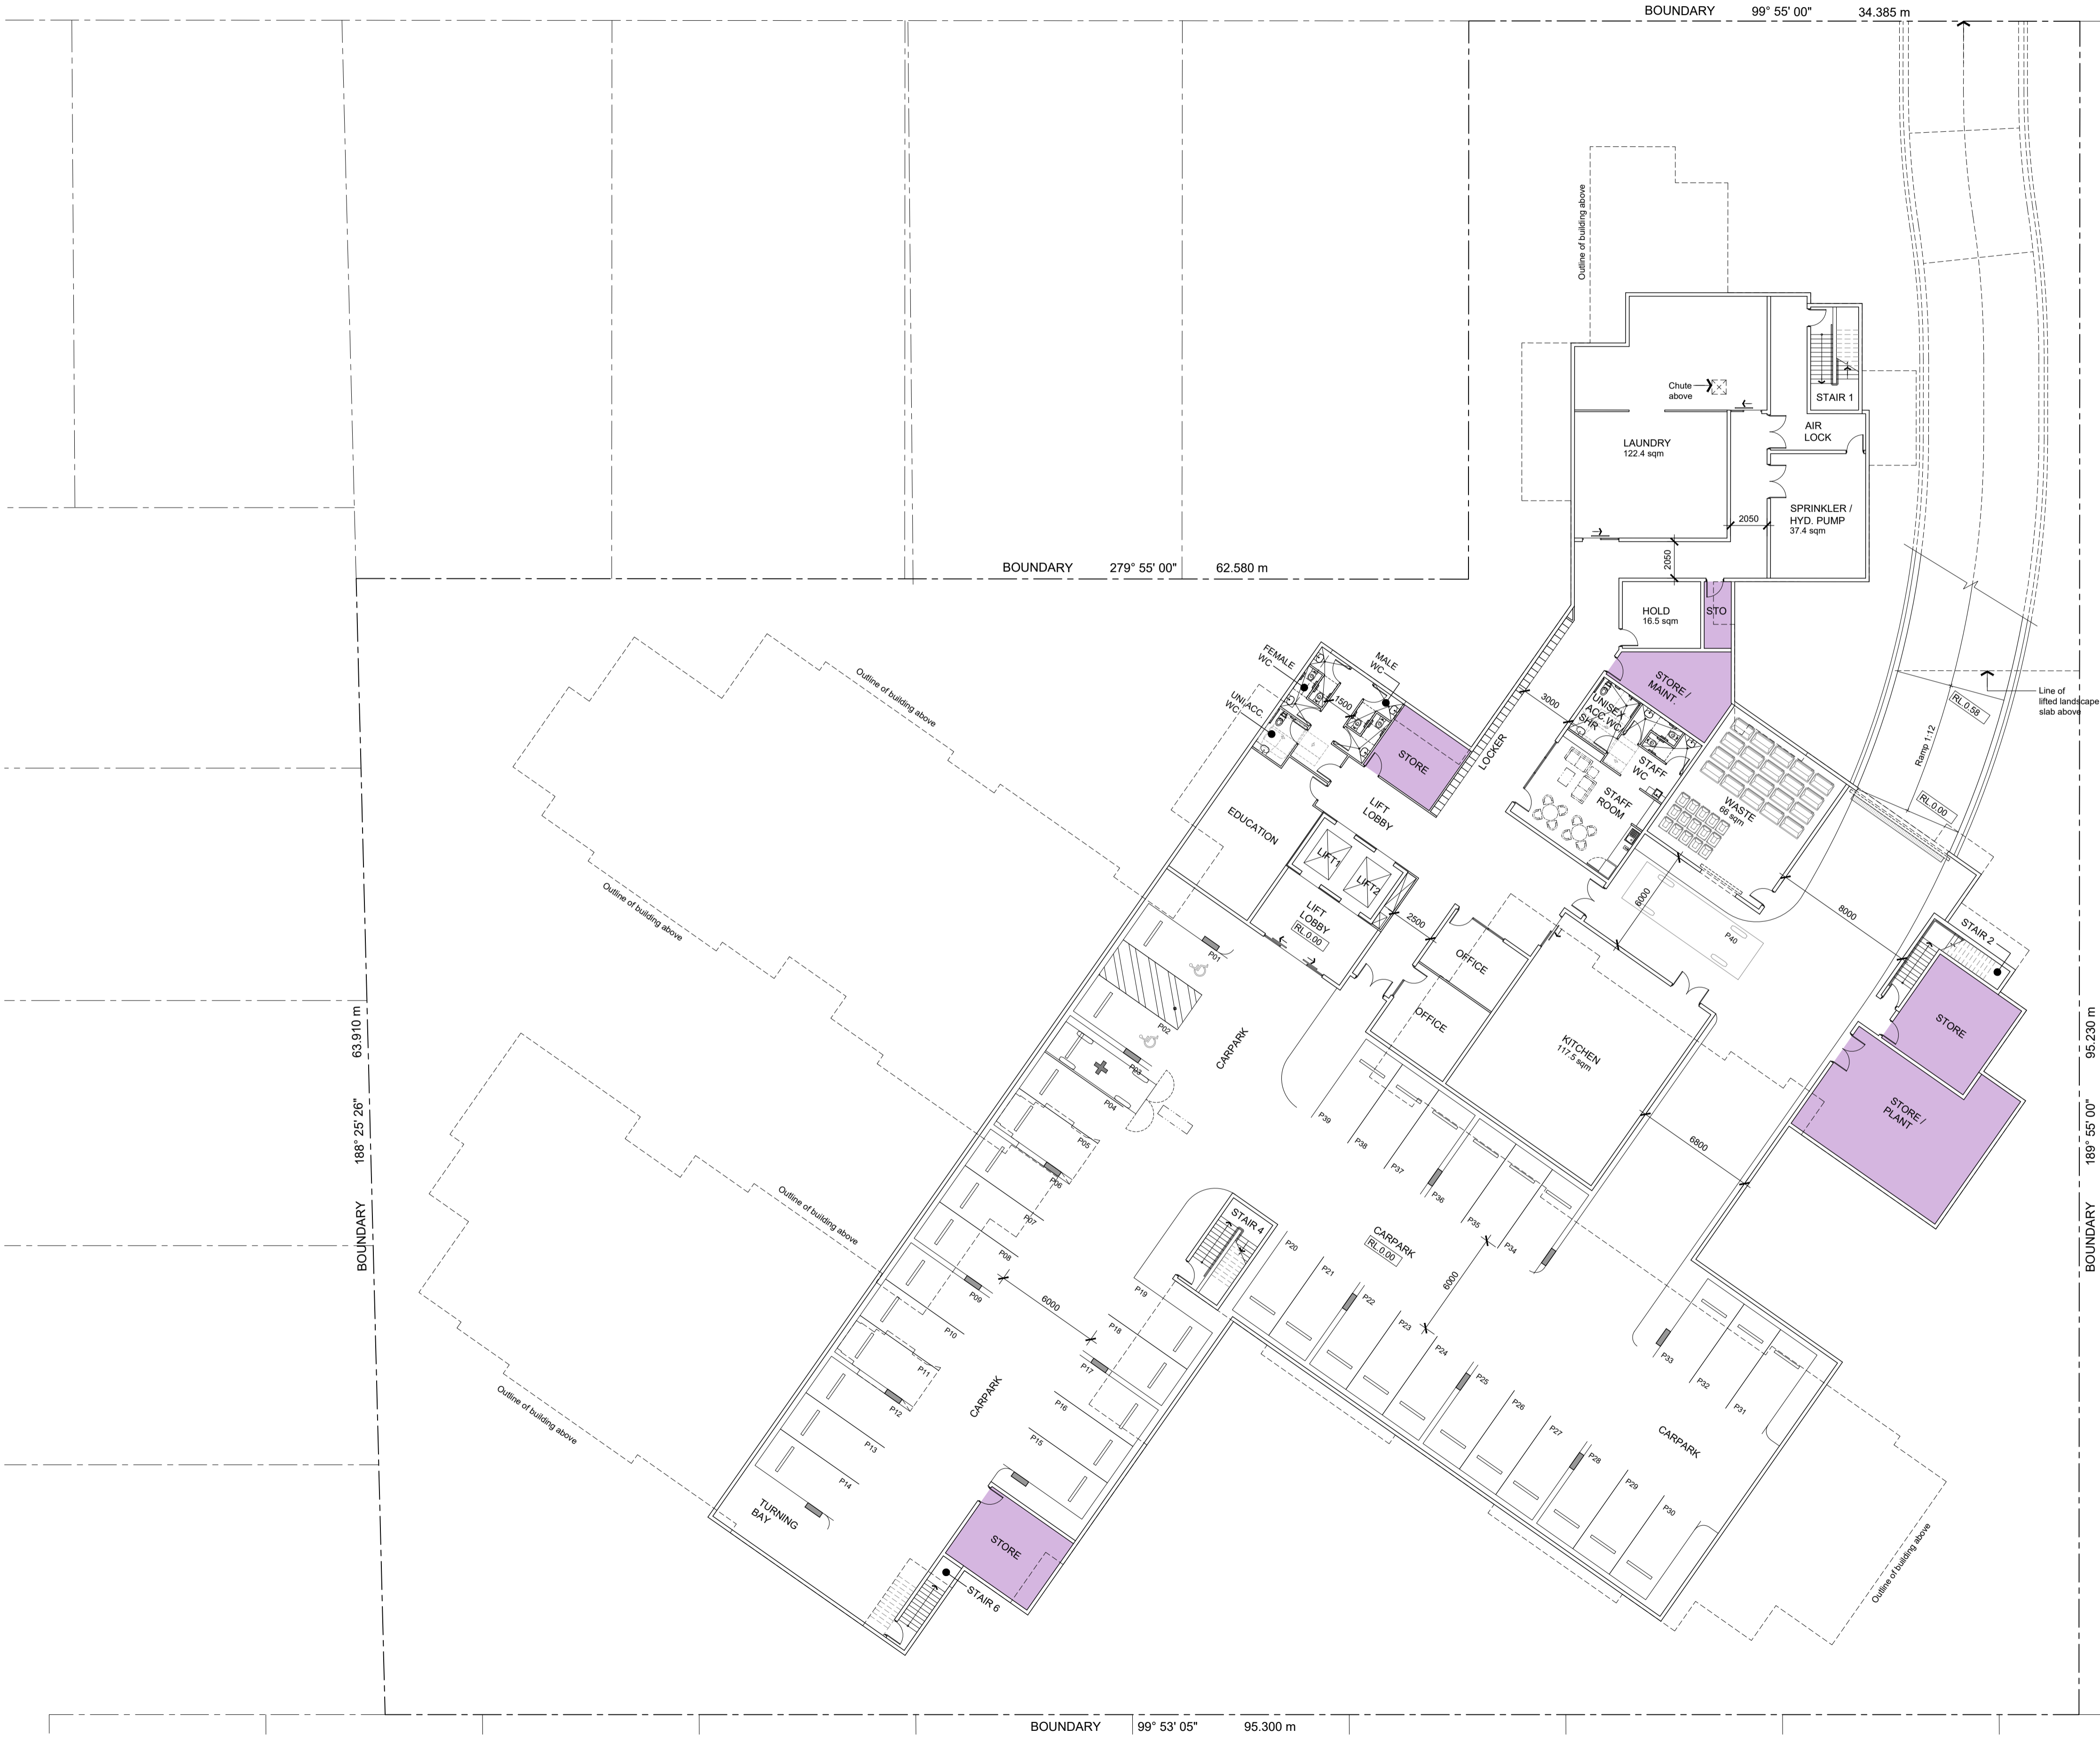 BOUNDARY 99° 55' 00" 34.385 m
Outline of building above
Chute
above
STAIR 1
AIR
LOCK
LAUNDRY
122.4 sqm
SPRINKLER /
HYD. PUMP
37.4 sqm
2050
2050
BOUNDARY 279° 55' 00" 62.580 m
HOLD
16.5 sqm
STO
STORE /
MAINT.
FEMALE
WC
MALE
WC
UNI ACC.
WC
1500
STORE
LOCKER
3000
UNISEX
ACC WC
SHR
STAFF
WC
STAFF
ROOM
WASTE
66 sqm
RL 0.58
Ramp 1:12
RL 0.00
Line of
lifted landscape
slab above
Outline of building above
EDUCATION
LIFT
LOBBY
LIFT1
LIFT2
LIFT
LOBBY
RL 0.00
2500
OFFICE
OFFICE
KITCHEN
117.5 sqm
6000
P40
8000
STAIR 2
STORE
STORE /
PLANT
6800
Outline of building above
P01
P02
P03
P04
P05
P06
P07
P08
P09
P10
P11
P12
P13
P14
CARPARK
P39
P38
P37
P36
P35
P34
STAIR 4
CARPARK
RL 0.00
6000
6000
P20
P21
P22
P23
P24
P25
P26
P27
P28
P29
P30
P33
P32
P31
CARPARK
P19
P18
P17
P16
P15
CARPARK
TURNING
BAY
STORE
STAIR 6
Outline of building above
Outline of building above
Outline of building above
BOUNDARY 188° 25' 26" 63.910 m
BOUNDARY 189° 55' 00" 95.230 m
BOUNDARY 99° 53' 05" 95.300 m